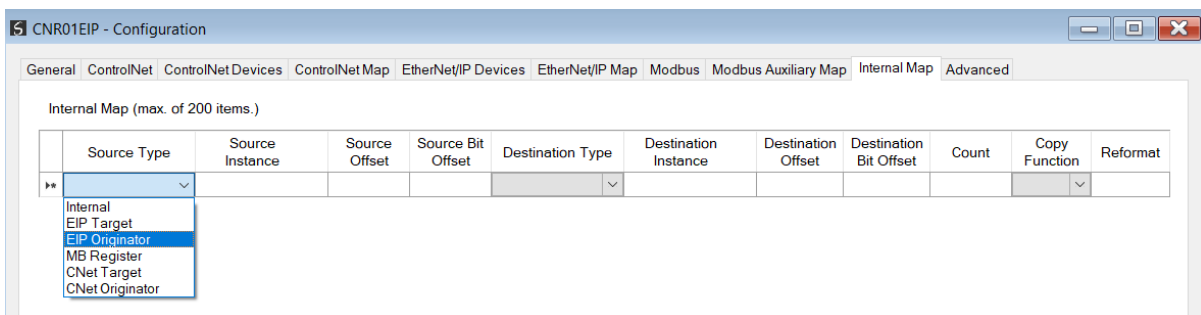 CNR01EIP - Configuration
General ControlNet ControlNet Devices ControlNet Map EtherNet/IP Devices EtherNet/IP Map Modbus Modbus Auxiliary Map Internal Map Advanced
Internal Map (max. of 200 items.)
Source Type Source Instance Source Offset Source Bit Offset Destination Type Destination Instance Destination Offset Destination Bit Offset Count Copy Function Reformat
Internal
EIP Target
EIP Originator
MB Register
CNet Target
CNet Originator